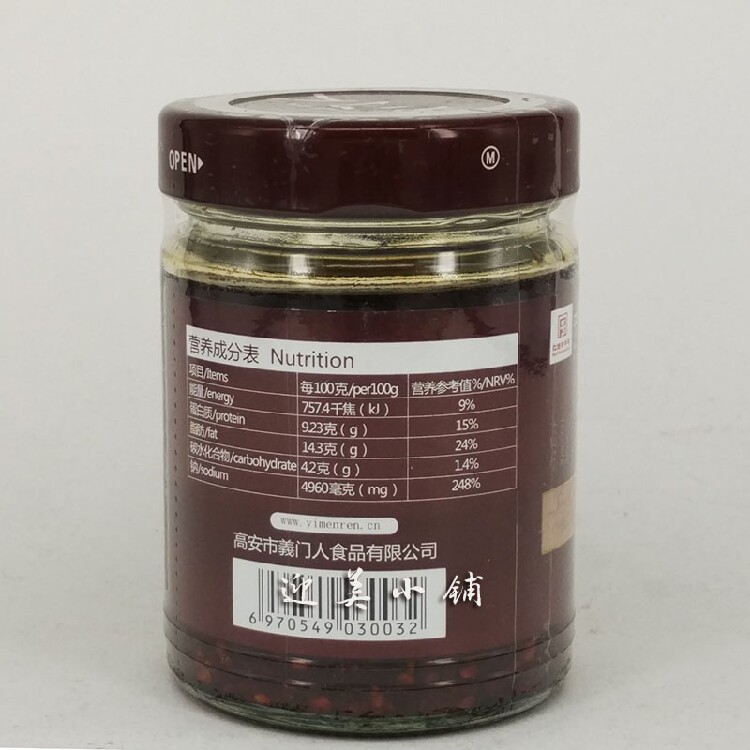 OPEN
M
营养成分表 Nutrition
项目/Items 每100克/per100g 营养参考值%/NRV%
能量/energy 757.4千焦(kJ) 9%
蛋白质/protein 9.23克(g) 15%
脂肪/fat 14.3克(g) 24%
碳水化合物/carbohydrate 4.2克(g) 1.4%
钠/sodium 4960毫克(mg) 248%
www.yimenren.cn
高安市義门人食品有限公司
迎美小铺
6 970549 030032